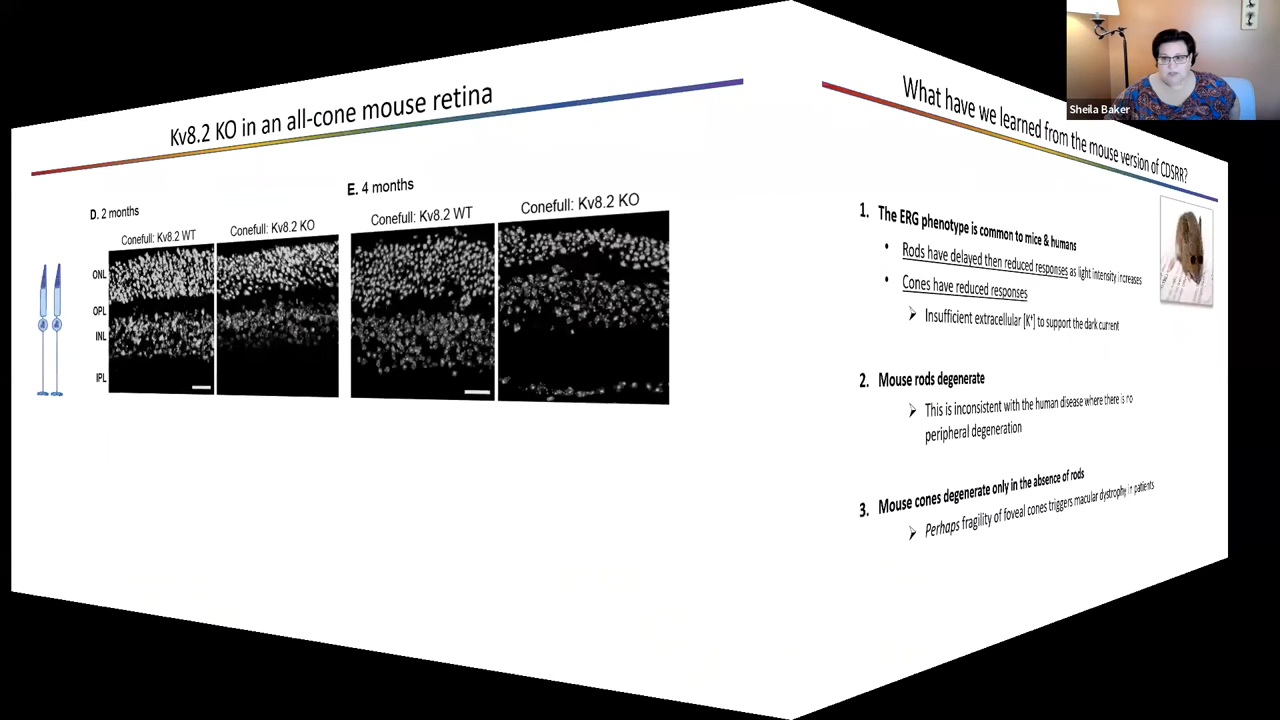 Kv8.2 KO in an all-cone mouse retina
D. 2 months
E. 4 months
Conefull: Kv8.2 WT
Conefull: Kv8.2 KO
Conefull: Kv8.2 WT
Conefull: Kv8.2 KO
ONL
OPL
INL
IPL
What have we learned from the mouse version of CDSRR?
1. The ERG phenotype is common to mice & humans
• Rods have delayed then reduced responses as light intensity increases
• Cones have reduced responses
➢ Insufficient extracellular [K⁺] to support the dark current
2. Mouse rods degenerate
➢ This is inconsistent with the human disease where there is no
peripheral degeneration
3. Mouse cones degenerate only in the absence of rods
➢ Perhaps fragility of foveal cones triggers macular dystrophy in patients
Sheila Baker